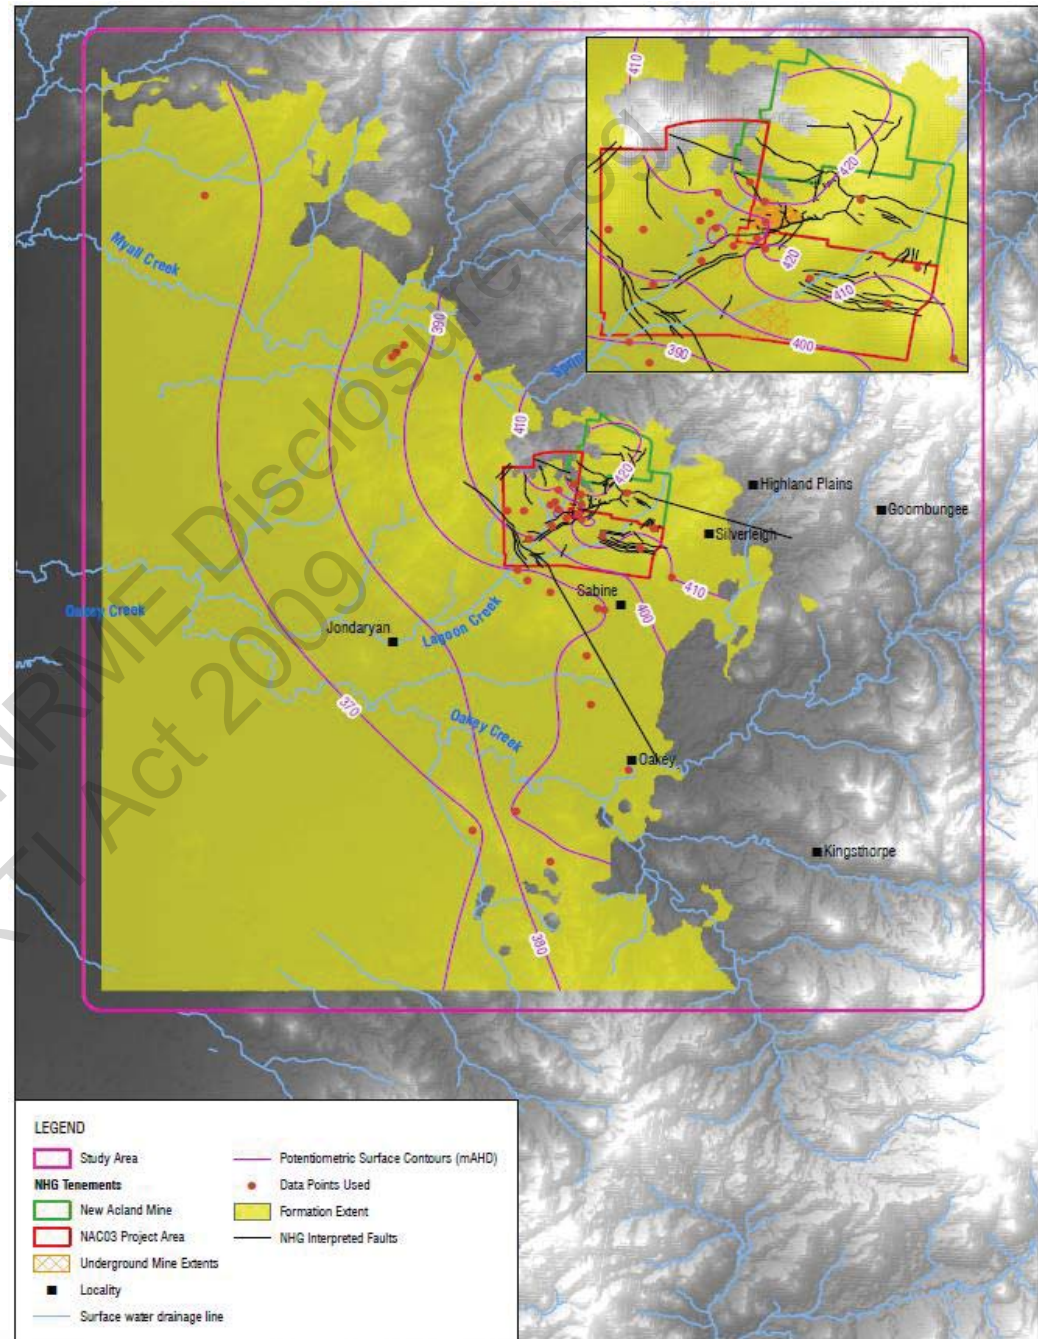 410
420
420
410
400
390
Myall Creek
390
410
420
Highland Plains
Goombungee
Silverleigh
410
Sabine
400
Oakey Creek
Jondaryan
Lagoon Creek
370
Oakey Creek
Oakey
Kingsthorpe
380
RTI Act 2009
LEGEND
Study Area
NHG Tenements
New Acland Mine
NAC03 Project Area
Underground Mine Extents
Locality
Surface water drainage line
Potentiometric Surface Contours (mAHD)
Data Points Used
Formation Extent
NHG Interpreted Faults